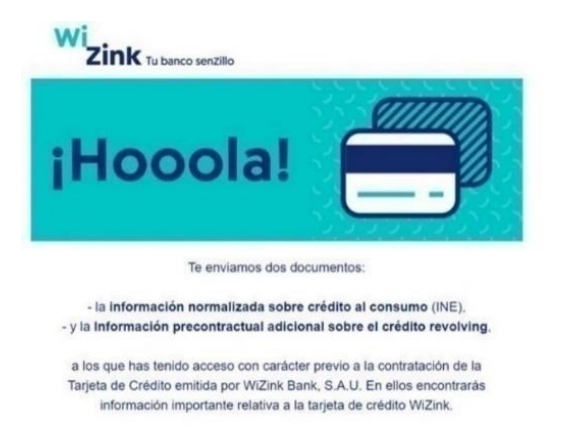 Wi
Zink Tu banco senzillo
¡Hooola!
Te enviamos dos documentos:
- la información normalizada sobre crédito al consumo (INE),
- y la Información precontractual adicional sobre el crédito revolving,
a los que has tenido acceso con carácter previo a la contratación de la
Tarjeta de Crédito emitida por WiZink Bank, S.A.U. En ellos encontrarás
información importante relativa a la tarjeta de crédito WiZink.